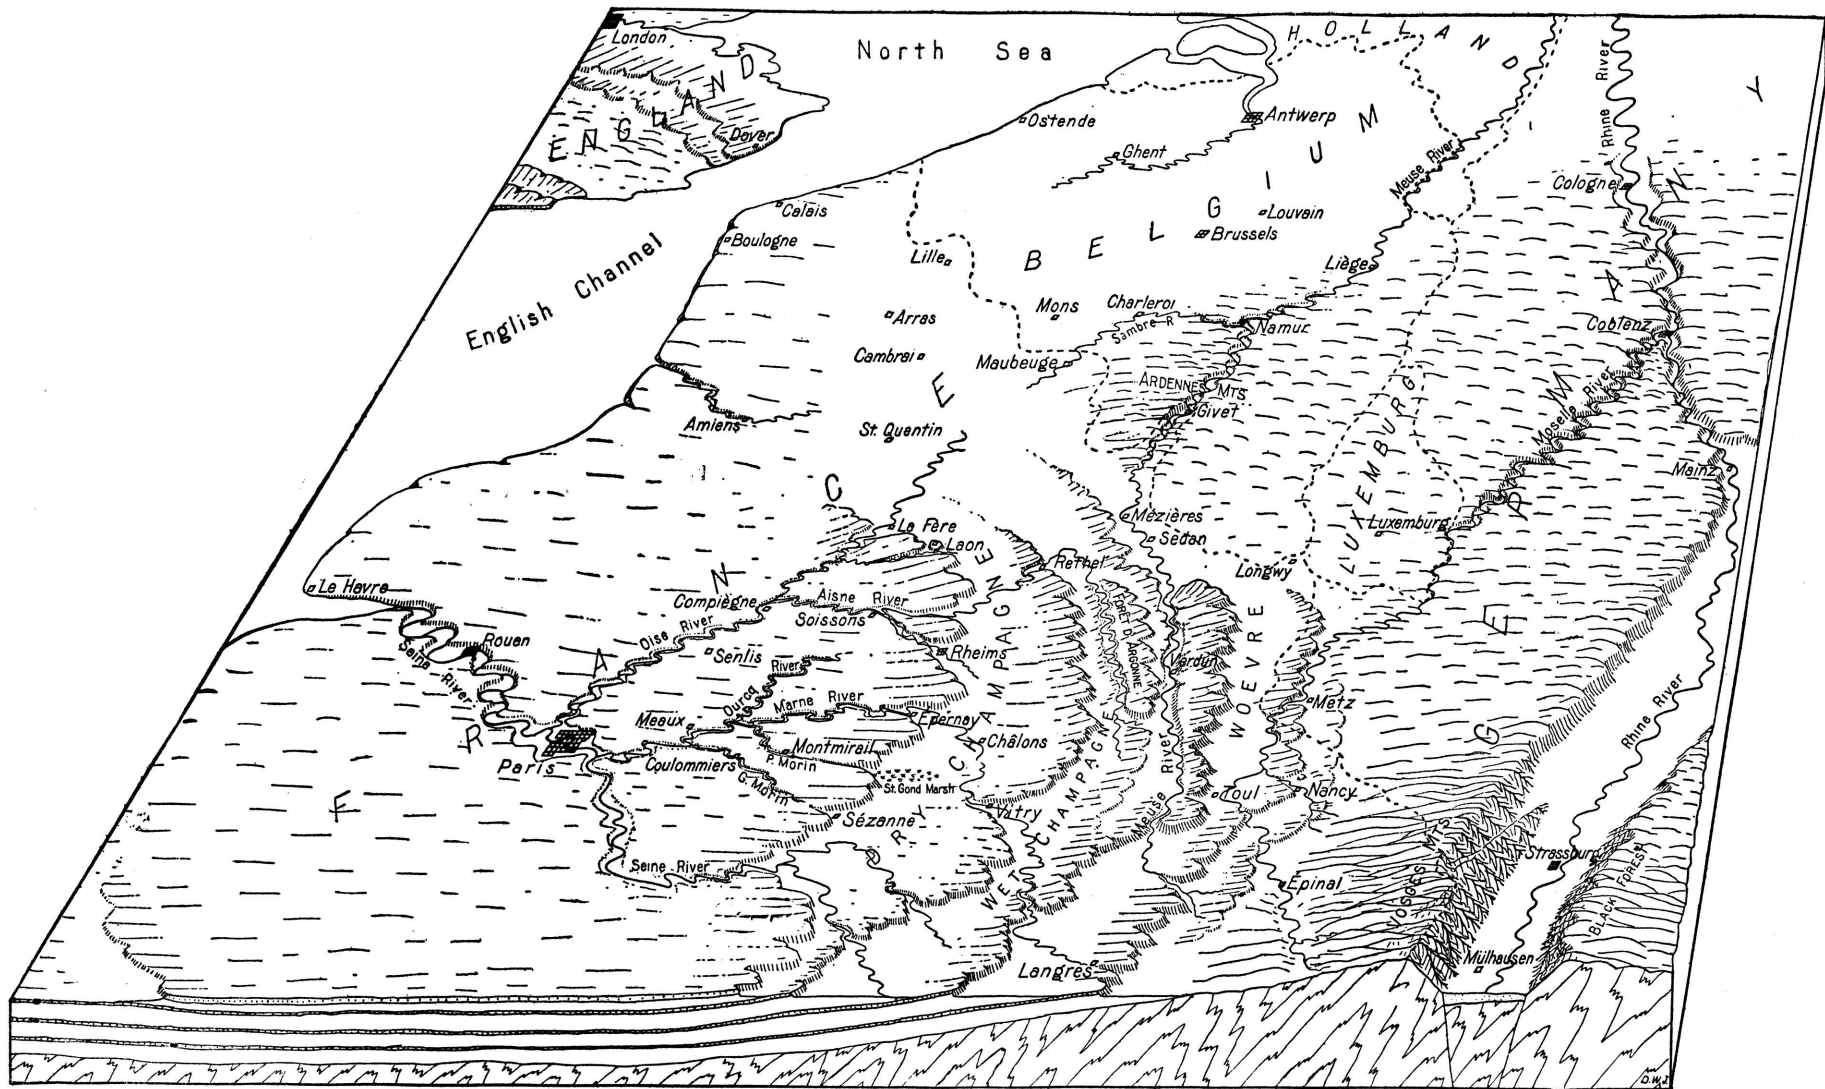 London
North Sea
HOLLAND
ENGLAND
Dover
Ostende
Antwerp
Ghent
Rhine River
Rhine River
Meuse River
Cologne
Calais
Boulogne
Louvain
Brussels
BELGIUM
Lille
Liège
English Channel
Arras
Mons
Charleroi
Sambre R
Namur
Coblenz
Cambrai
Maubeuge
ARDENNES MTS
Givet
Moselle River
Amiens
St. Quentin
Mainz
LUXEMBURG
Luxemburg
GERMANY
La Fère
Laon
Mézières
Sedan
Longwy
Rethel
Le Havre
Compiègne
Aisne River
Soissons
Oise River
Rouen
Seine River
Senlis
Rheims
FORÊT D'ARGONNE
Verdun
WOEVRE
FRANCE
Ourcq River
Marne River
Meaux
Epernay
Metz
Châlons
Montmirail
P. Morin
Paris
Coulommiers
G. Morin
St. Gond Marsh
DRY CHAMPAGNE
WET CHAMPAGNE
Vitry
Meuse River
Toul
Nancy
Rhine River
Sézanne
Seine River
Strassburg
VOSGES MTS.
BLACK FOREST
Epinal
Langres
Mülhausen
D.W.J.